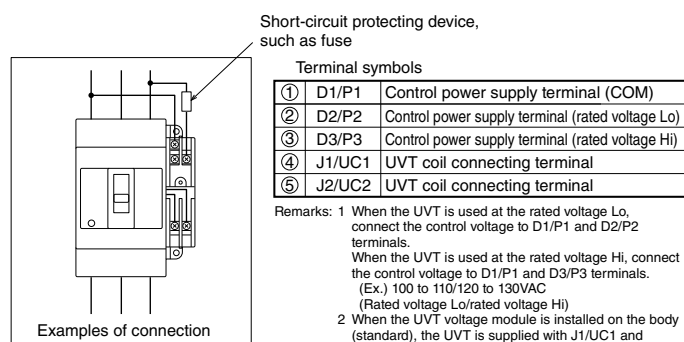 Short-circuit protecting device,
such as fuse
Terminal symbols
① D1/P1 Control power supply terminal (COM)
② D2/P2 Control power supply terminal (rated voltage Lo)
③ D3/P3 Control power supply terminal (rated voltage Hi)
④ J1/UC1 UVT coil connecting terminal
⑤ J2/UC2 UVT coil connecting terminal
Remarks: 1 When the UVT is used at the rated voltage Lo,
connect the control voltage to D1/P1 and D2/P2
terminals.
When the UVT is used at the rated voltage Hi, connect
the control voltage to D1/P1 and D3/P3 terminals.
(Ex.) 100 to 110/120 to 130VAC
(Rated voltage Lo/rated voltage Hi)
2 When the UVT voltage module is installed on the body
(standard), the UVT is supplied with J1/UC1 and
Examples of connection